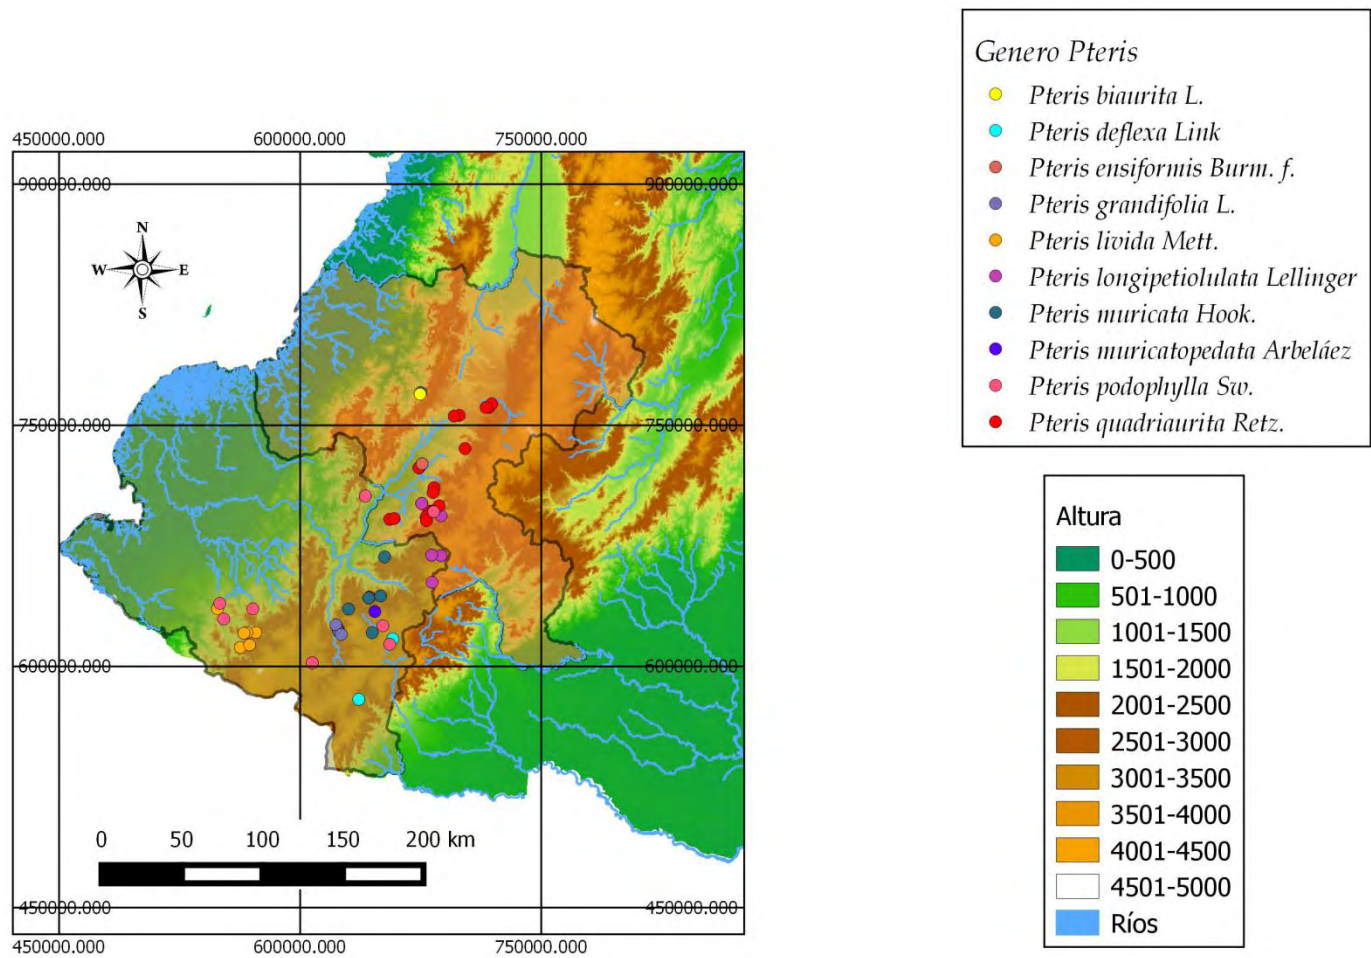 Genero Pteris
Pteris biaurita L.
Pteris deflexa Link
Pteris ensiformis Burm. f.
Pteris grandifolia L.
Pteris livida Mett.
Pteris longipetiolulata Lellinger
Pteris muricata Hook.
Pteris muricatopedata Arbeláez
Pteris podophylla Sw.
Pteris quadriaurita Retz.
450000.000 600000.000 750000.000
900000.000 900000.000
N
W E
S
750000.000 750000.000
600000.000 600000.000
0 50 100 150 200 km
450000.000 450000.000
450000.000 600000.000 750000.000
Altura
0-500
501-1000
1001-1500
1501-2000
2001-2500
2501-3000
3001-3500
3501-4000
4001-4500
4501-5000
Ríos